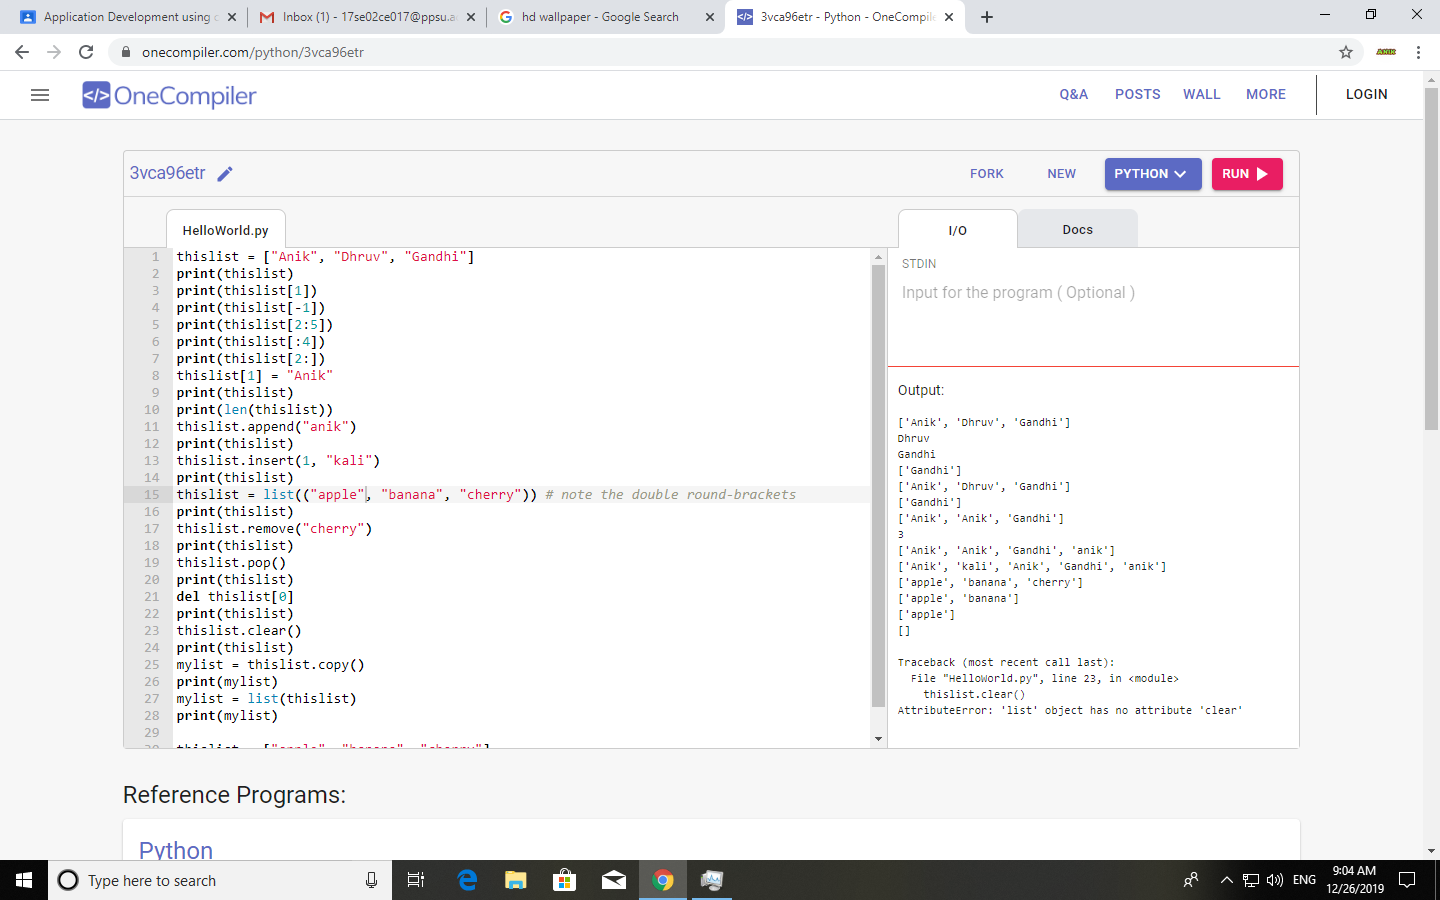 Application Development using c
Inbox (1) - 17se02ce017@ppsu.a
hd wallpaper - Google Search
3vca96etr - Python - OneCompile
onecompiler.com/python/3vca96etr
</> OneCompiler
Q&A POSTS WALL MORE LOGIN
3vca96etr
FORK NEW PYTHON RUN
HelloWorld.py
1 thislist = ["Anik", "Dhruv", "Gandhi"]
2 print(thislist)
3 print(thislist[1])
4 print(thislist[-1])
5 print(thislist[2:5])
6 print(thislist[:4])
7 print(thislist[2:])
8 thislist[1] = "Anik"
9 print(thislist)
10 print(len(thislist))
11 thislist.append("anik")
12 print(thislist)
13 thislist.insert(1, "kali")
14 print(thislist)
15 thislist = list(("apple", "banana", "cherry")) # note the double round-brackets
16 print(thislist)
17 thislist.remove("cherry")
18 print(thislist)
19 thislist.pop()
20 print(thislist)
21 del thislist[0]
22 print(thislist)
23 thislist.clear()
24 print(thislist)
25 mylist = thislist.copy()
26 print(mylist)
27 mylist = list(thislist)
28 print(mylist)
29
30 thislist = ["apple", "banana", "cherry"]
I/O Docs
STDIN
Input for the program ( Optional )
Output:
['Anik', 'Dhruv', 'Gandhi']
Dhruv
Gandhi
['Gandhi']
['Anik', 'Dhruv', 'Gandhi']
['Gandhi']
['Anik', 'Anik', 'Gandhi']
3
['Anik', 'Anik', 'Gandhi', 'anik']
['Anik', 'kali', 'Anik', 'Gandhi', 'anik']
['apple', 'banana', 'cherry']
['apple', 'banana']
['apple']
[]
Traceback (most recent call last):
File "HelloWorld.py", line 23, in <module>
thislist.clear()
AttributeError: 'list' object has no attribute 'clear'
Reference Programs:
Python
Type here to search
ENG
9:04 AM
12/26/2019